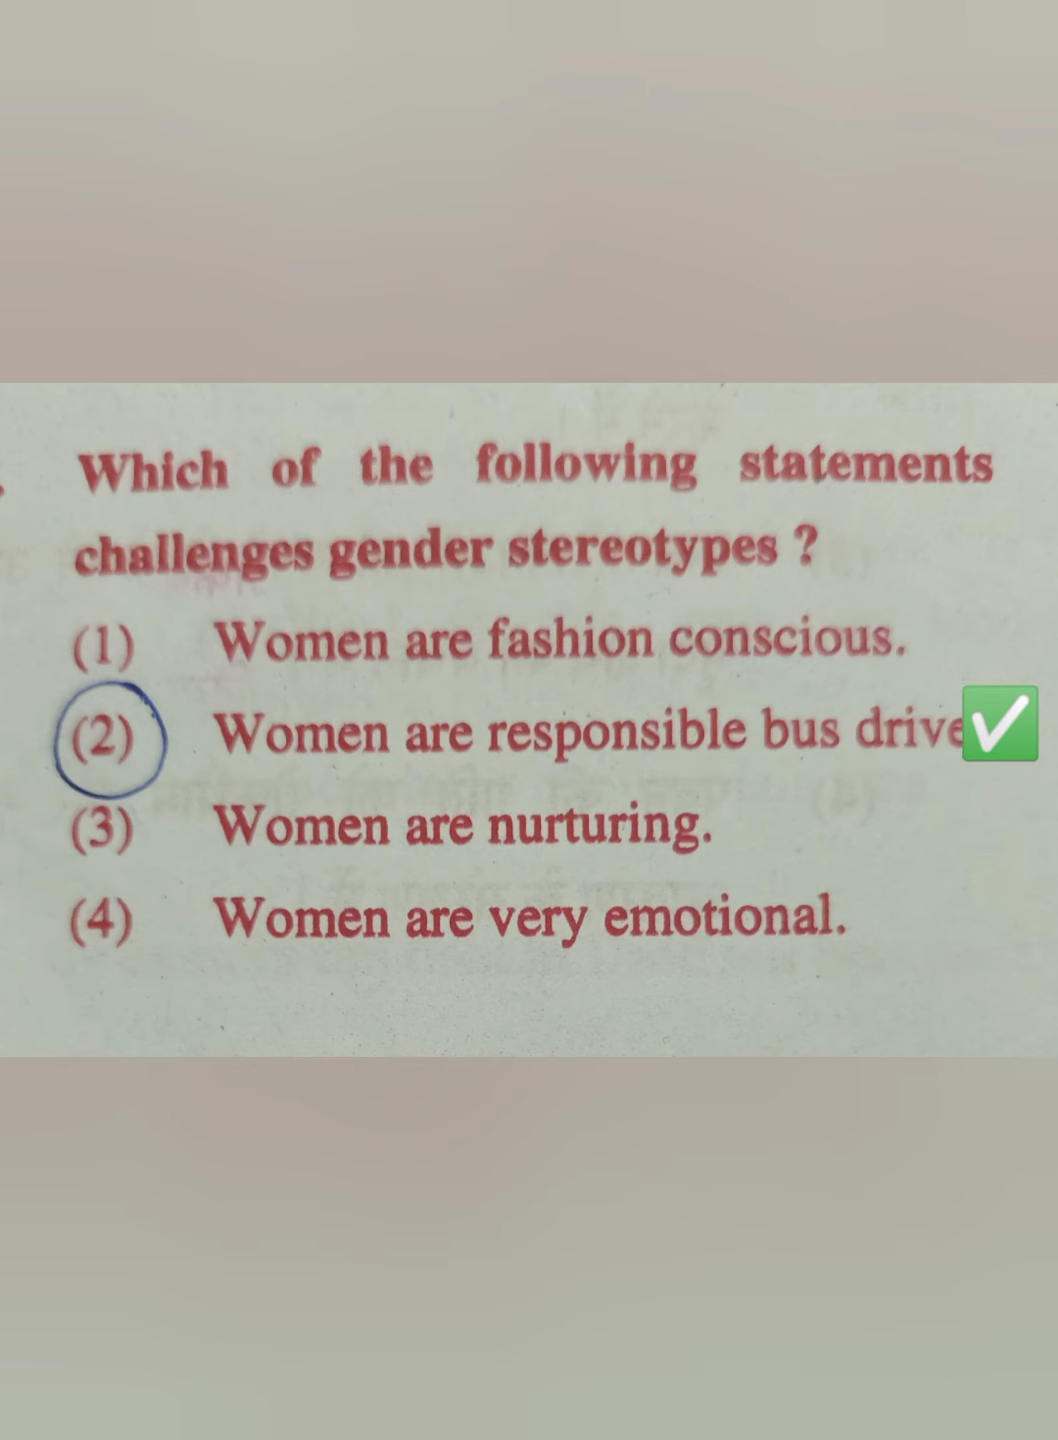 Which of the following statements
challenges gender stereotypes ?
(1) Women are fashion conscious.
(2) Women are responsible bus drive
(3) Women are nurturing.
(4) Women are very emotional.